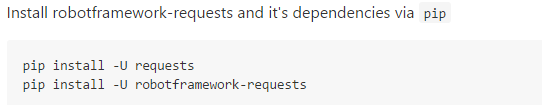 Install robotframework-requests and it's dependencies via pip
pip install -U requests
pip install -U robotframework-requests